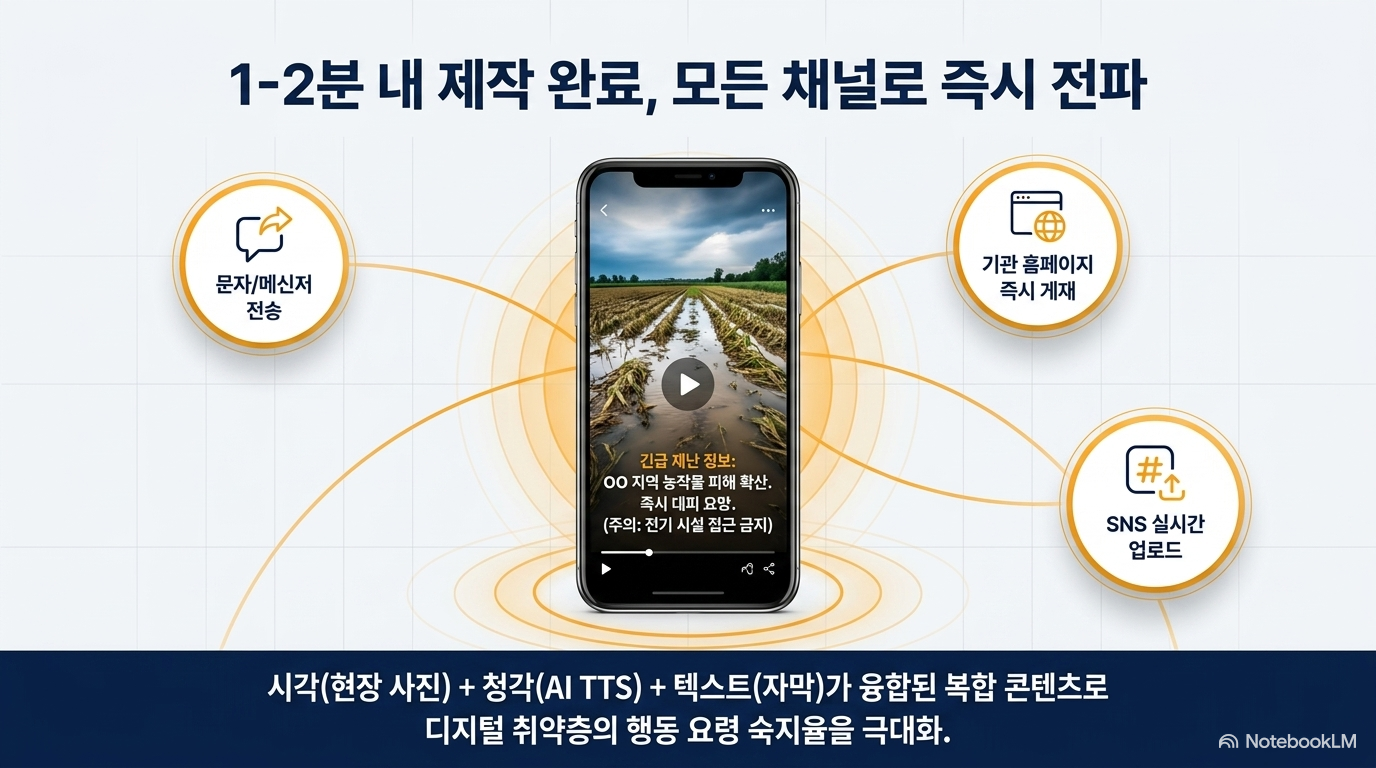 1-2분 내 제작 완료, 모든 채널로 즉시 전파
문자/메신저
전송
기관 홈페이지
즉시 게재
SNS 실시간
업로드
긴급 재난 정보:
OO 지역 농작물 피해 확산.
즉시 대피 요망.
(주의: 전기 시설 접근 금지)
시각(현장 사진) + 청각(AI TTS) + 텍스트(자막)가 융합된 복합 콘텐츠로
디지털 취약층의 행동 요령 숙지율을 극대화.
NotebookLM